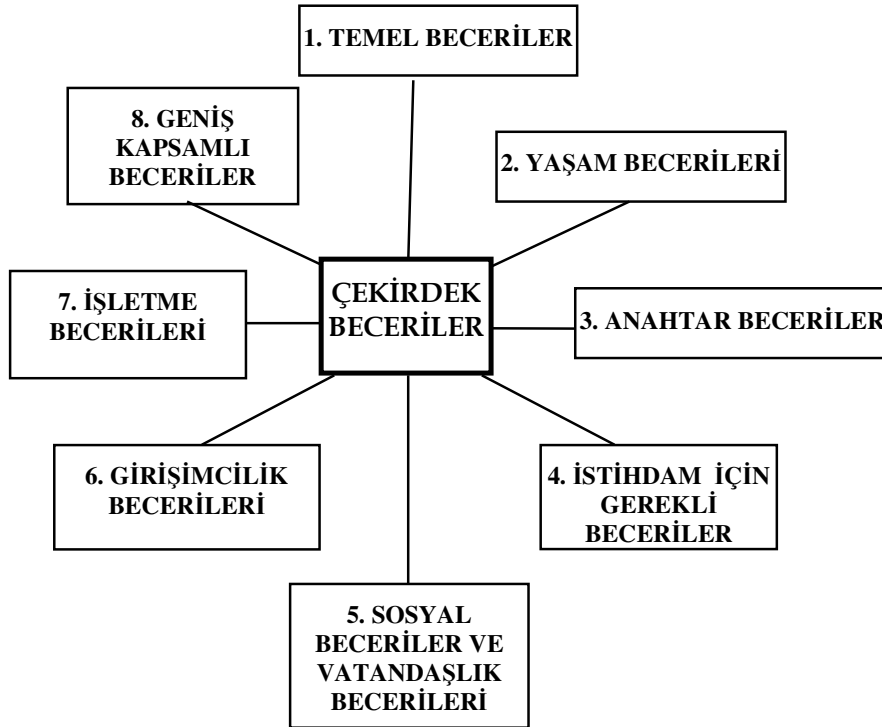 1. TEMEL BECERİLER
8. GENİŞ
KAPSAMLI
BECERİLER
2. YAŞAM BECERİLERİ
ÇEKİRDEK
BECERİLER
7. İŞLETME
BECERİLERİ
3. ANAHTAR BECERİLER
6. GİRİŞİMCİLİK
BECERİLERİ
4. İSTİHDAM İÇİN
GEREKLİ
BECERİLER
5. SOSYAL
BECERİLER VE
VATANDAŞLIK
BECERİLERİ